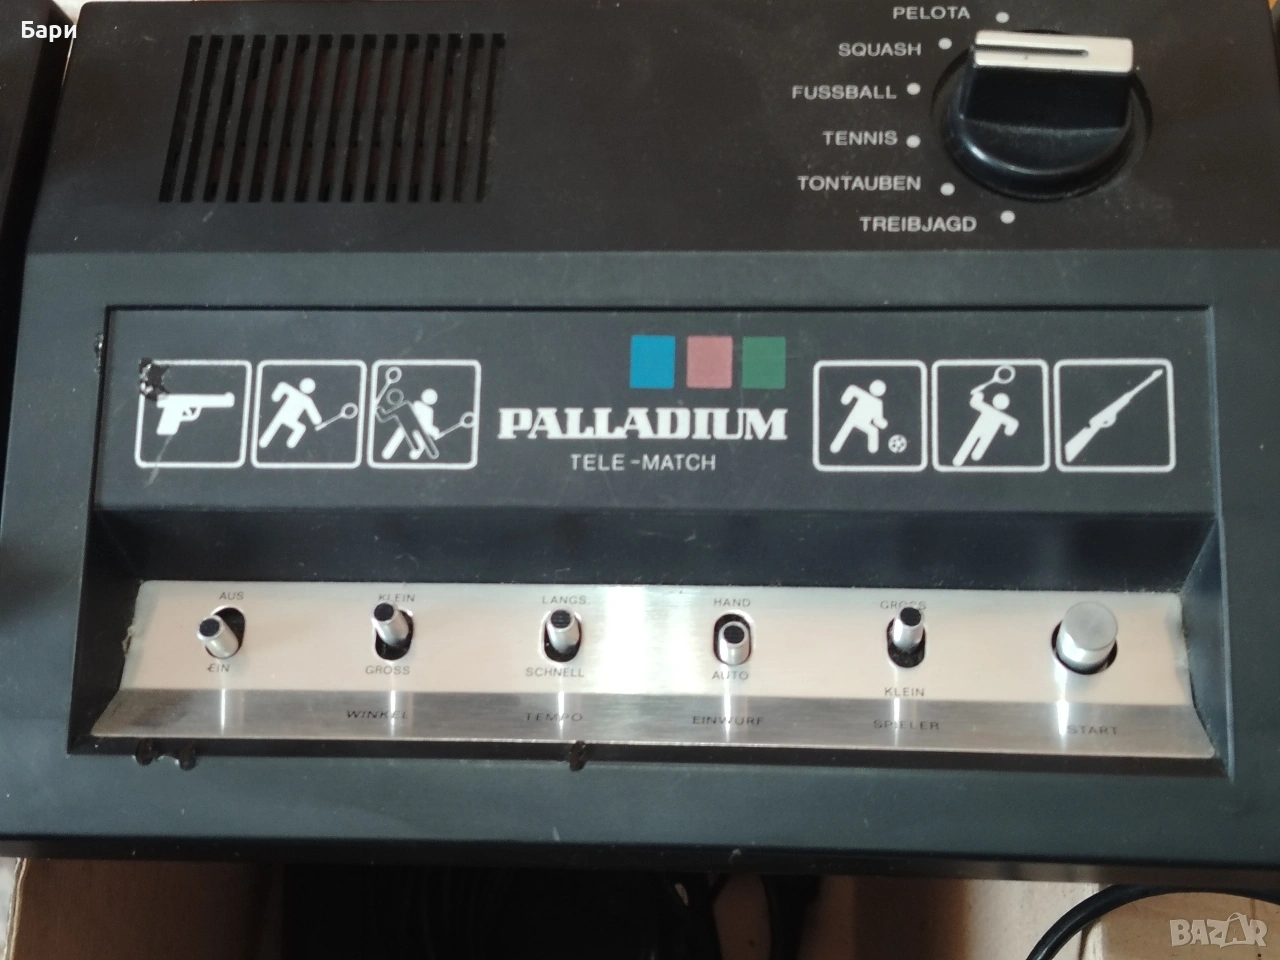 Бари
PELOTA
SQUASH
FUSSBALL
TENNIS
TONTAUBEN
TREIBJAGD
PALLADIUM
TELE-MATCH
AUS
KLEIN
LANGS.
HAND
GROSS
EIN
GROSS
SCHNELL
AUTO
KLEIN
WINKEL
TEMPO
EINWURF
SPIELER
START
BAZAR